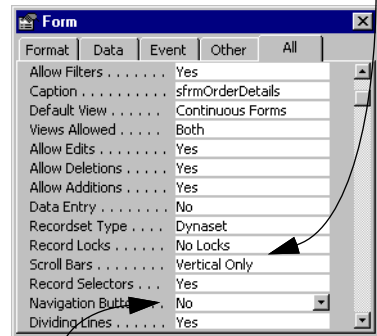 Form
Format Data Event Other All
Allow Filters . . . . . . . Yes
Caption . . . . . . . . . . sfrmOrderDetails
Default View . . . . . . Continuous Forms
Views Allowed . . . . . Both
Allow Edits . . . . . . . . Yes
Allow Deletions . . . . . Yes
Allow Additions . . . . . Yes
Data Entry . . . . . . . . No
Recordset Type . . . . Dynaset
Record Locks . . . . . . No Locks
Scroll Bars . . . . . . . . Vertical Only
Record Selectors . . . Yes
Navigation Buttons . . No
Dividing Lines . . . . . . Yes